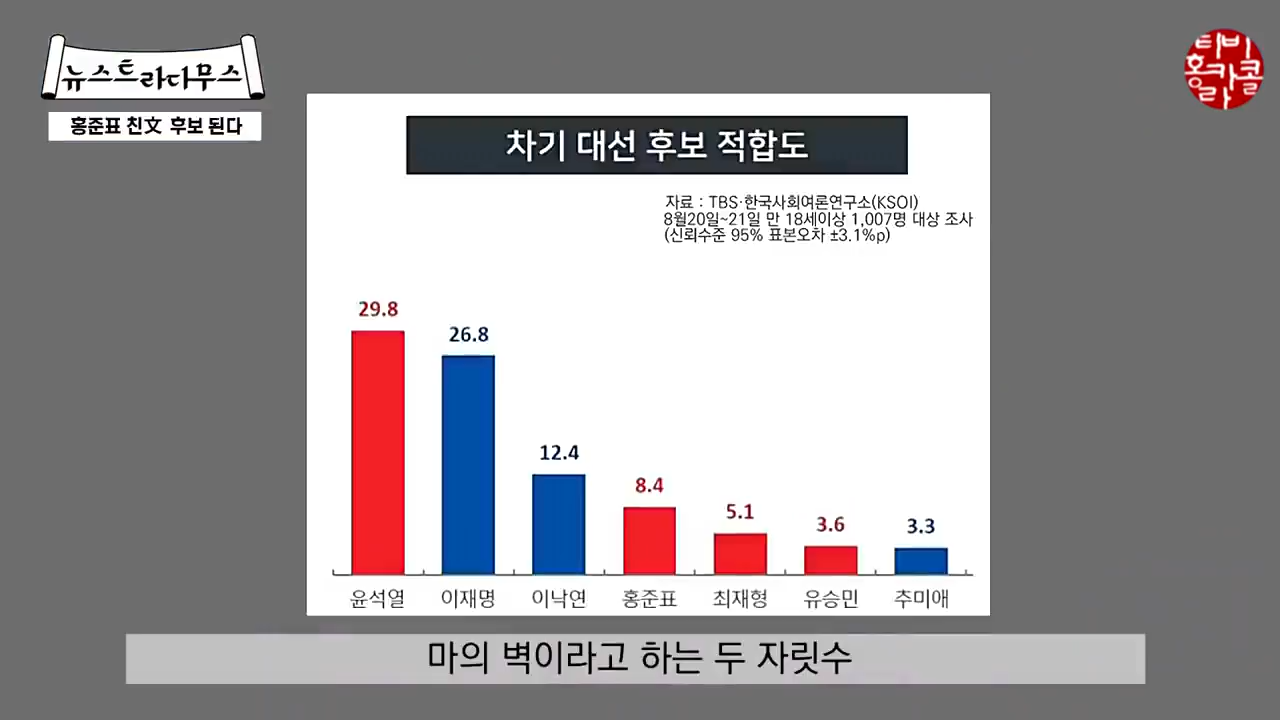 뉴스트라다무스
홍준표 친文 후보 된다
티비
홍카콜
라
차기 대선 후보 적합도
자료 : TBS·한국사회여론연구소(KSOI)
8월20일~21일 만 18세이상 1,007명 대상 조사
(신뢰수준 95% 표본오차 ±3.1%p)
29.8
26.8
12.4
8.4
5.1
3.6
3.3
윤석열 이재명 이낙연 홍준표 최재형 유승민 추미애
마의 벽이라고 하는 두 자릿수